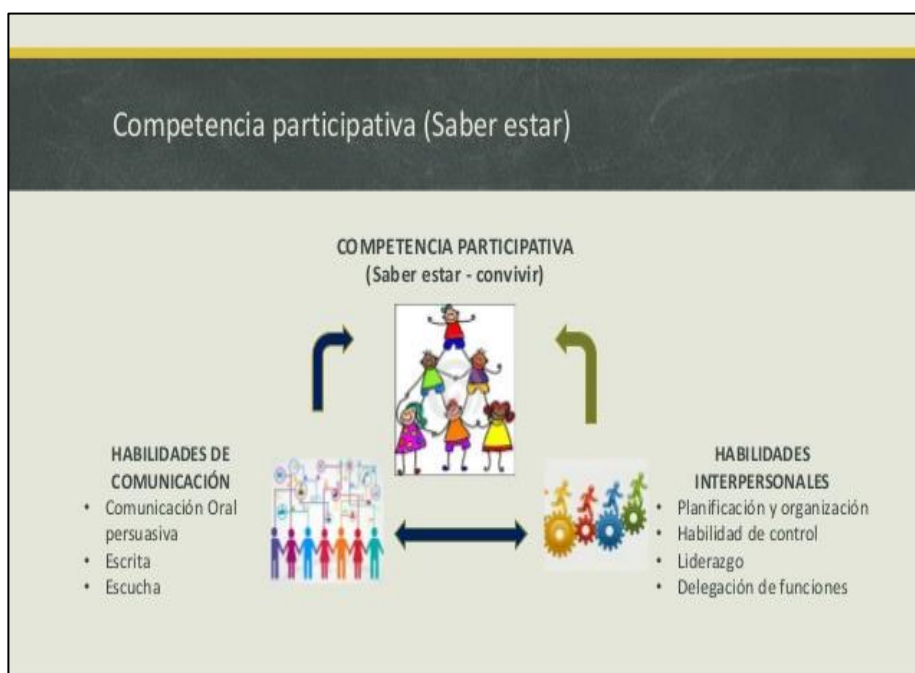 Competencia participativa (Saber estar)
COMPETENCIA PARTICIPATIVA
(Saber estar - convivir)
HABILIDADES DE
COMUNICACIÓN
• Comunicación Oral
persuasiva
• Escrita
• Escucha
HABILIDADES
INTERPERSONALES
• Planificación y organización
• Habilidad de control
• Liderazgo
• Delegación de funciones